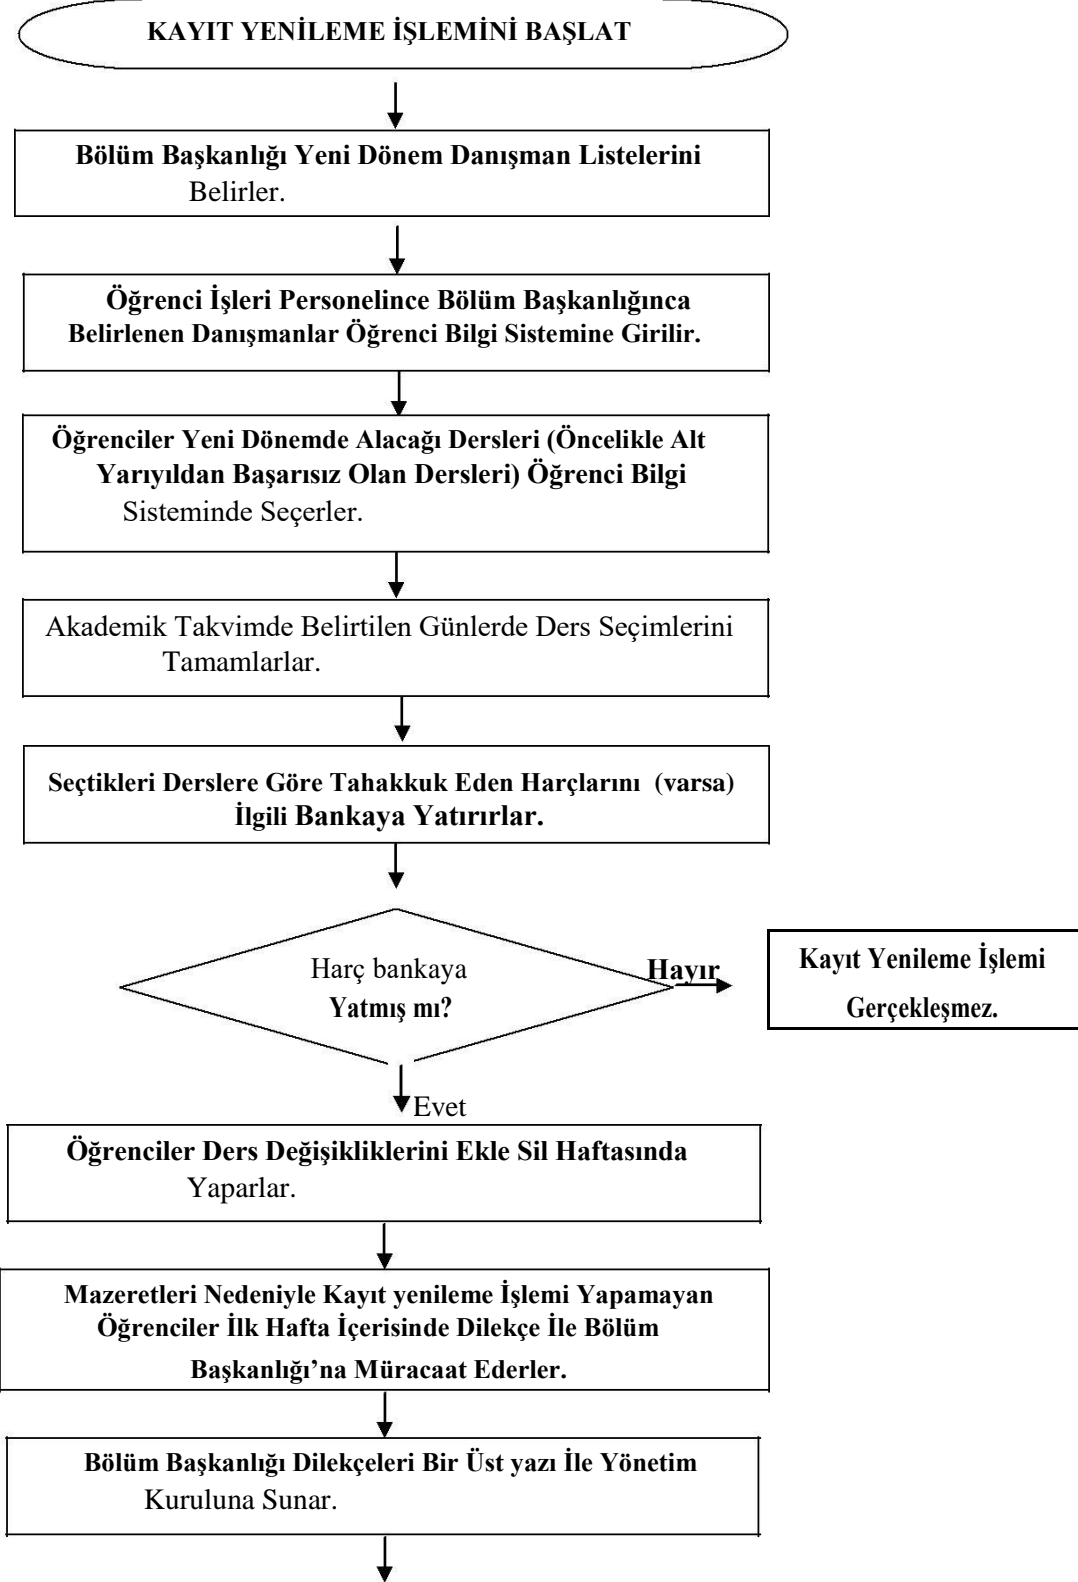 KAYIT YENİLEME İŞLEMİNİ BAŞLAT
Bölüm Başkanlığı Yeni Dönem Danışman Listelerini
Belirler.
Öğrenci İşleri Personelince Bölüm Başkanlığınca
Belirlenen Danışmanlar Öğrenci Bilgi Sistemine Girilir.
Öğrenciler Yeni Dönemde Alacağı Dersleri (Öncelikle Alt
Yarıyıldan Başarısız Olan Dersleri) Öğrenci Bilgi
Sisteminde Seçerler.
Akademik Takvimde Belirtilen Günlerde Ders Seçimlerini
Tamamlarlar.
Seçtikleri Derslere Göre Tahakkuk Eden Harçlarını (varsa)
İlgili Bankaya Yatırırlar.
Harç bankaya
Yatmış mı?
Hayır
Kayıt Yenileme İşlemi
Gerçekleşmez.
Evet
Öğrenciler Ders Değişikliklerini Ekle Sil Haftasında
Yaparlar.
Mazeretleri Nedeniyle Kayıt yenileme İşlemi Yapamayan
Öğrenciler İlk Hafta İçerisinde Dilekçe İle Bölüm
Başkanlığı’na Müracaat Ederler.
Bölüm Başkanlığı Dilekçeleri Bir Üst yazı İle Yönetim
Kuruluna Sunar.